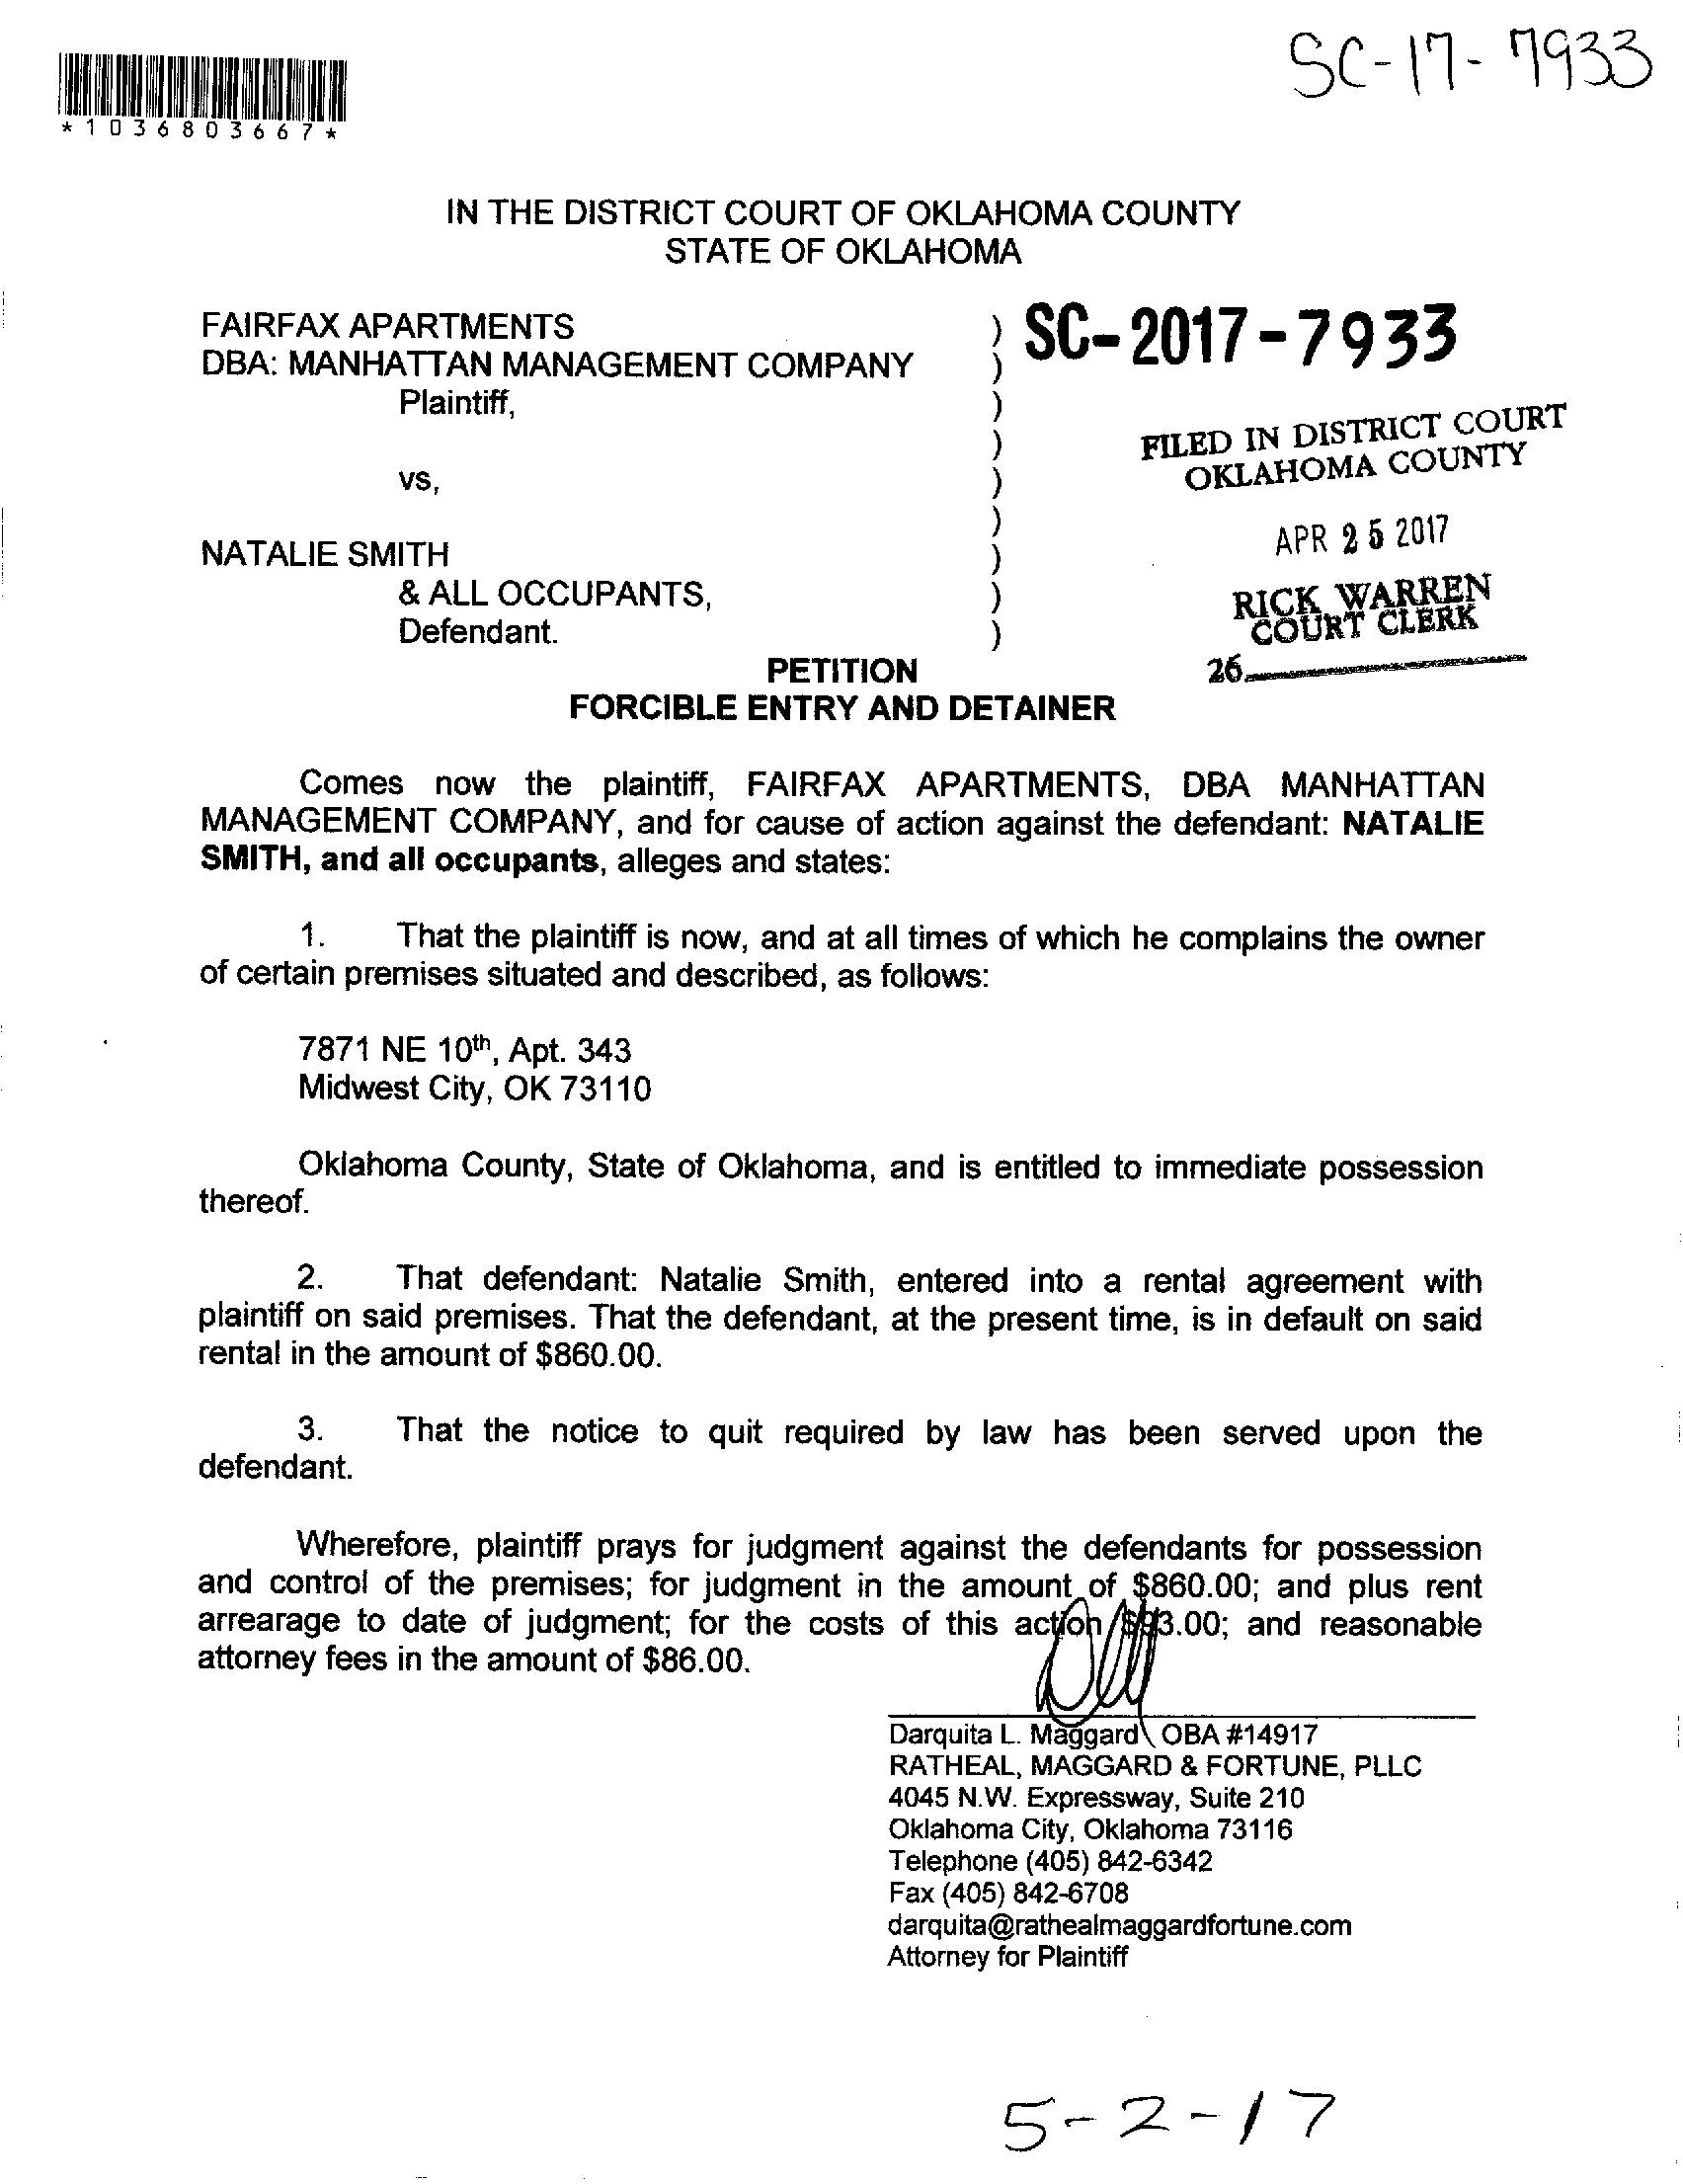 SC-17-7933
*1036803667*
IN THE DISTRICT COURT OF OKLAHOMA COUNTY
STATE OF OKLAHOMA
FAIRFAX APARTMENTS )
DBA: MANHATTAN MANAGEMENT COMPANY )
Plaintiff, )
)
vs, )
)
NATALIE SMITH )
& ALL OCCUPANTS, )
Defendant. )
SC-2017-7933
FILED IN DISTRICT COURT
OKLAHOMA COUNTY
APR 25 2017
RICK WARREN
COURT CLERK
26
PETITION
FORCIBLE ENTRY AND DETAINER
Comes now the plaintiff, FAIRFAX APARTMENTS, DBA MANHATTAN
MANAGEMENT COMPANY, and for cause of action against the defendant: NATALIE
SMITH, and all occupants, alleges and states:
1. That the plaintiff is now, and at all times of which he complains the owner
of certain premises situated and described, as follows:
7871 NE 10th, Apt. 343
Midwest City, OK 73110
Oklahoma County, State of Oklahoma, and is entitled to immediate possession
thereof.
2. That defendant: Natalie Smith, entered into a rental agreement with
plaintiff on said premises. That the defendant, at the present time, is in default on said
rental in the amount of $860.00.
3. That the notice to quit required by law has been served upon the
defendant.
Wherefore, plaintiff prays for judgment against the defendants for possession
and control of the premises; for judgment in the amount of $860.00; and plus rent
arrearage to date of judgment; for the costs of this action and reasonable
attorney fees in the amount of $86.00.
Darquita L. Maggard OBA #14917
RATHEAL, MAGGARD & FORTUNE, PLLC
4045 N.W. Expressway, Suite 210
Oklahoma City, Oklahoma 73116
Telephone (405) 842-6342
Fax (405) 842-6708
darquita@rathealmaggardfortune.com
Attorney for Plaintiff
5-2-17